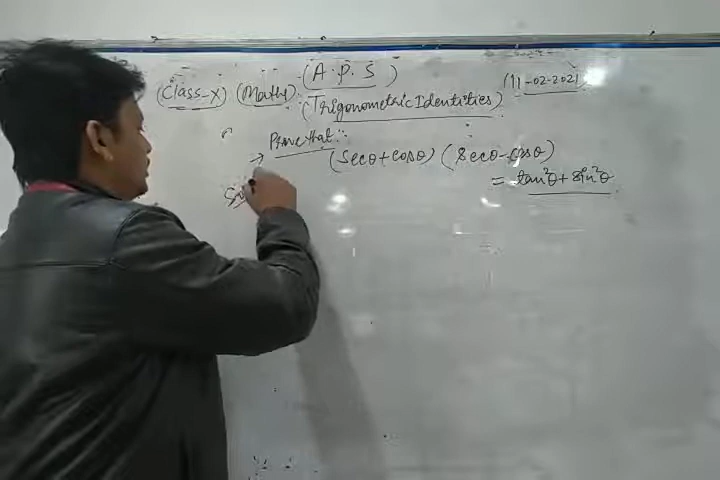 (A.P.S)
(Class-X) (Maths) (11-02-2021)
(Trigonometric Identities)
Prove that:
→ (Secθ+cosθ) (Secθ-cosθ)
= tan²θ + Sin²θ